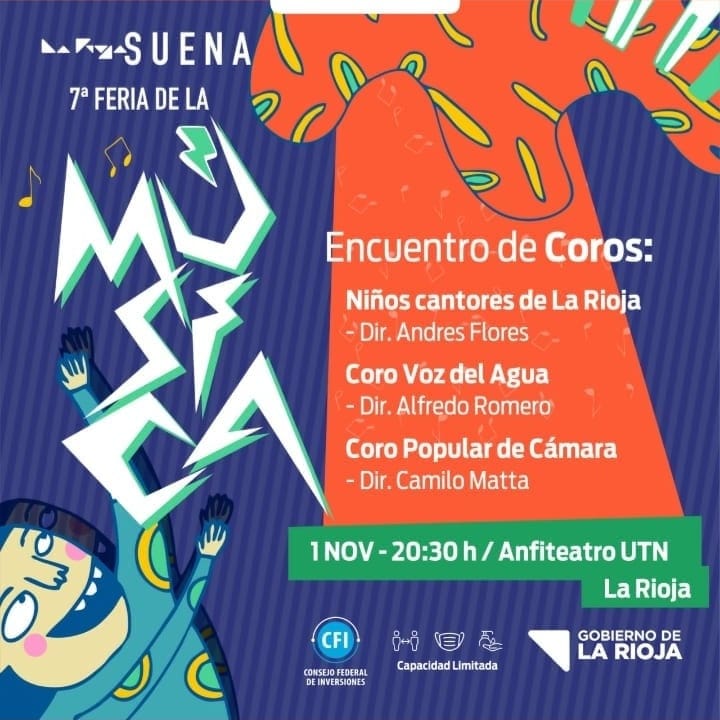 LA RIOJA SUENA
7ª FERIA DE LA
MÚSICA
Encuentro de Coros:
Niños cantores de La Rioja
- Dir. Andres Flores
Coro Voz del Agua
- Dir. Alfredo Romero
Coro Popular de Cámara
- Dir. Camilo Matta
1 NOV - 20:30 h / Anfiteatro UTN
La Rioja
CFI
CONSEJO FEDERAL
DE INVERSIONES
Capacidad Limitada
GOBIERNO DE
LA RIOJA